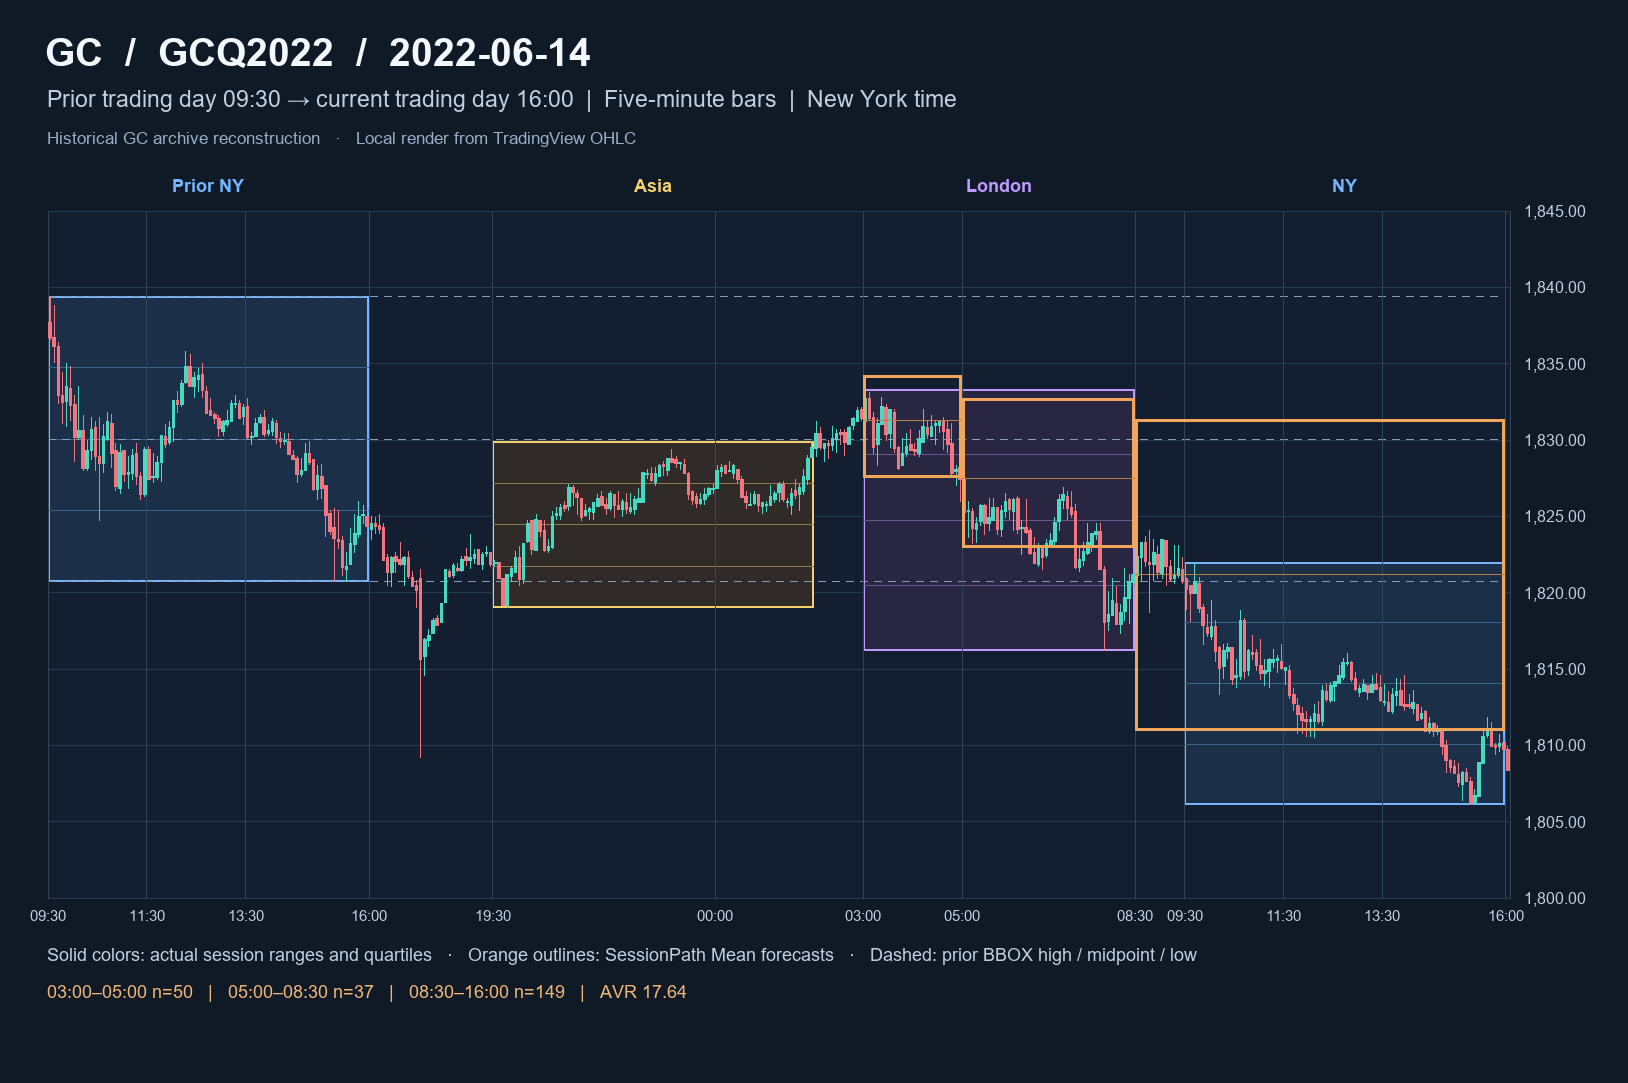 GC / GCQ2022 / 2022-06-14
Prior trading day 09:30 → current trading day 16:00 | Five-minute bars | New York time
Historical GC archive reconstruction · Local render from TradingView OHLC
Prior NY Asia London NY
1,845.00
1,840.00
1,835.00
1,830.00
1,825.00
1,820.00
1,815.00
1,810.00
1,805.00
1,800.00
09:30 11:30 13:30 16:00 19:30 00:00 03:00 05:00 08:30 09:30 11:30 13:30 16:00
Solid colors: actual session ranges and quartiles · Orange outlines: SessionPath Mean forecasts · Dashed: prior BBOX high / midpoint / low
03:00–05:00 n=50 | 05:00–08:30 n=37 | 08:30–16:00 n=149 | AVR 17.64